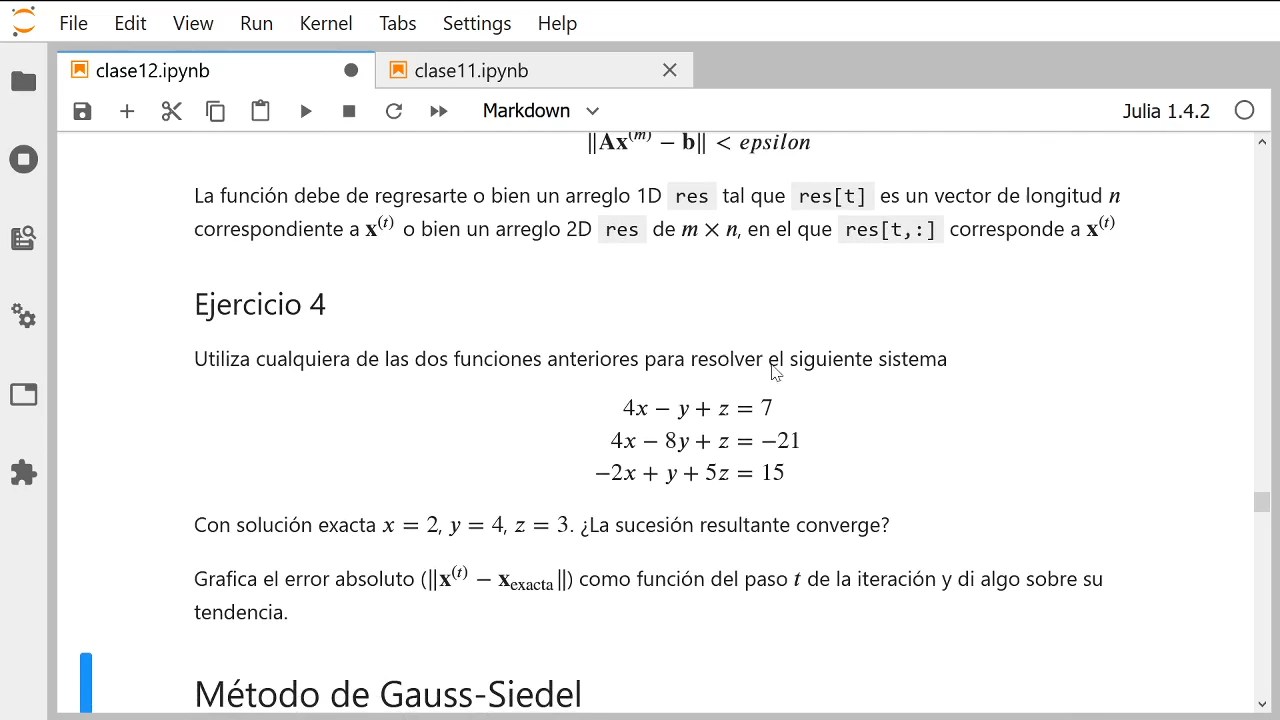 File Edit View Run Kernel Tabs Settings Help
clase12.ipynb clase11.ipynb
Markdown Julia 1.4.2
‖Ax^(m) − b‖ < epsilon
La función debe de regresarte o bien un arreglo 1D res tal que res[t] es un vector de longitud n
correspondiente a x^(t) o bien un arreglo 2D res de m × n, en el que res[t,:] corresponde a x^(t)
Ejercicio 4
Utiliza cualquiera de las dos funciones anteriores para resolver el siguiente sistema
4x − y + z = 7
4x − 8y + z = −21
−2x + y + 5z = 15
Con solución exacta x = 2, y = 4, z = 3. ¿La sucesión resultante converge?
Grafica el error absoluto (‖x^(t) − x_exacta‖) como función del paso t de la iteración y di algo sobre su
tendencia.
Método de Gauss-Siedel